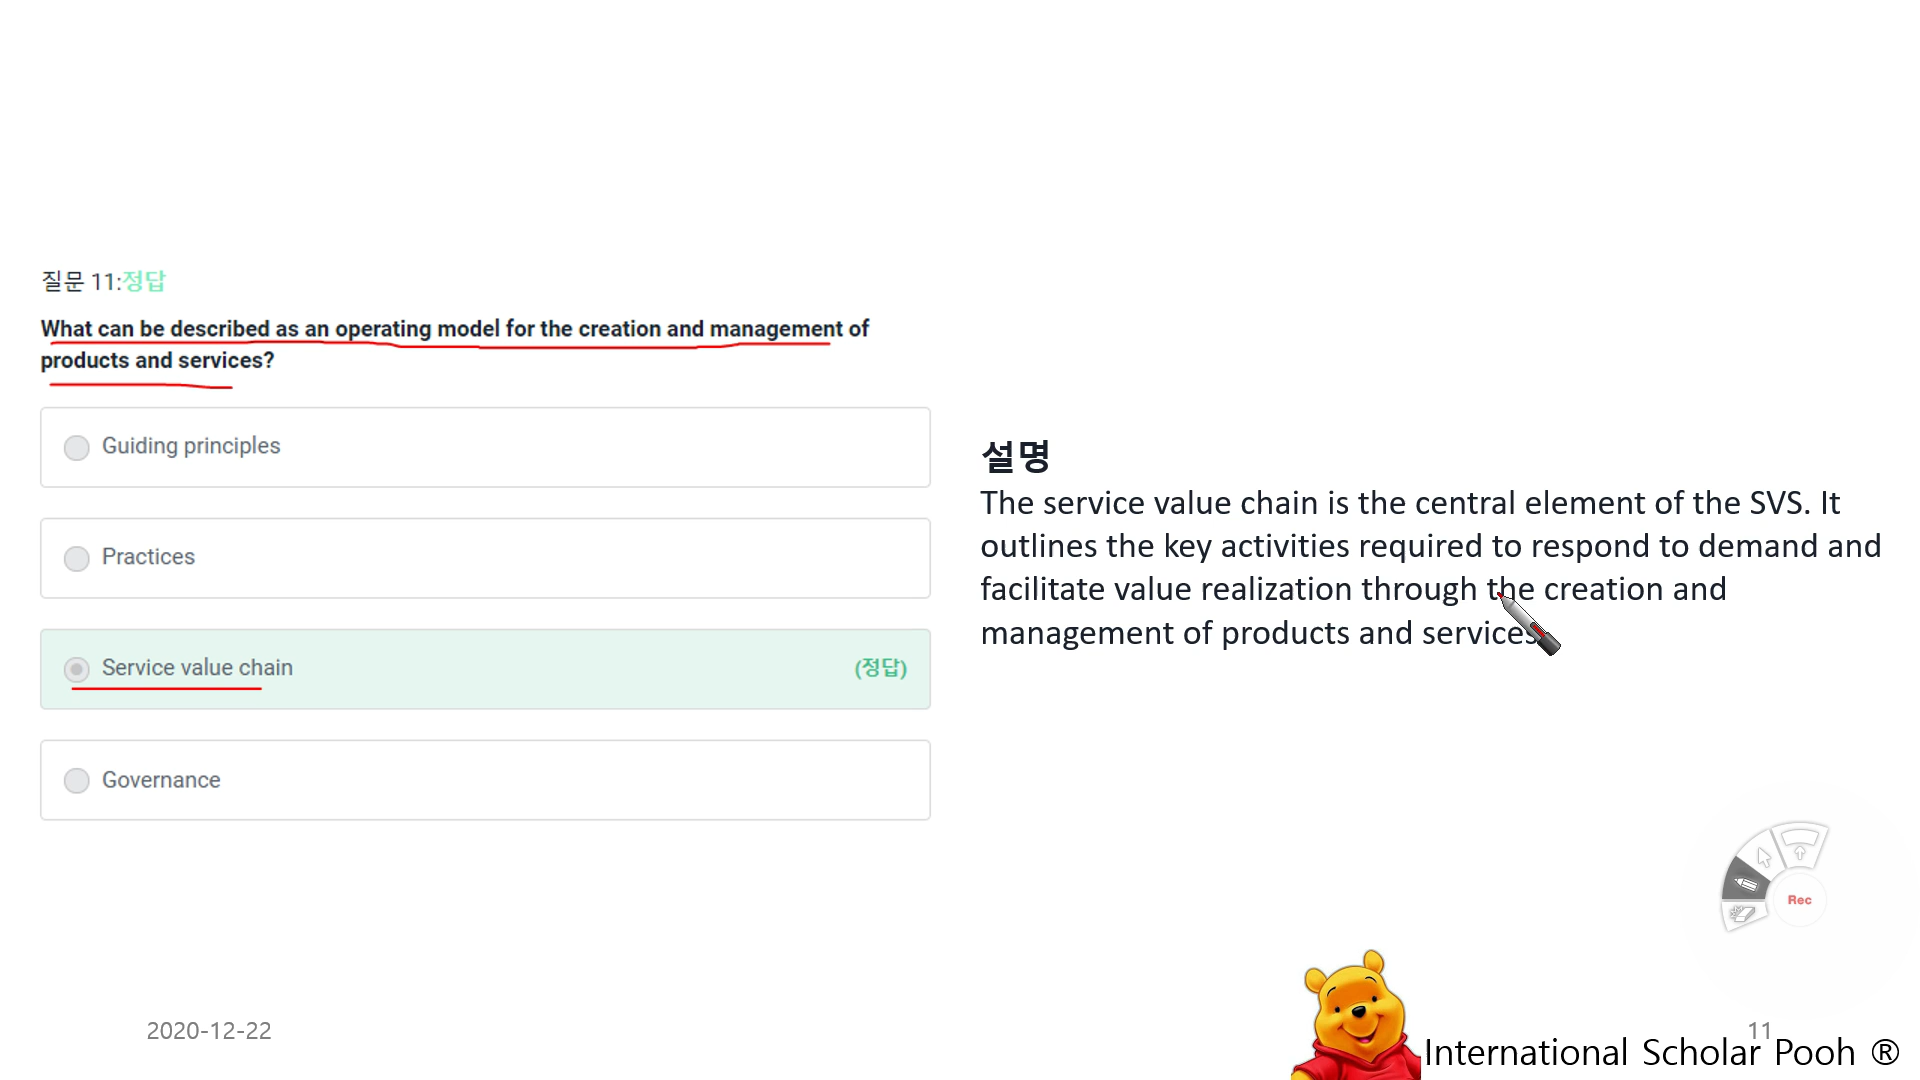 질문 11:정답
What can be described as an operating model for the creation and management of
products and services?
Guiding principles
Practices
Service value chain
(정답)
Governance
설명
The service value chain is the central element of the SVS. It
outlines the key activities required to respond to demand and
facilitate value realization through the creation and
management of products and services
Rec
2020-12-22
11
International Scholar Pooh ®